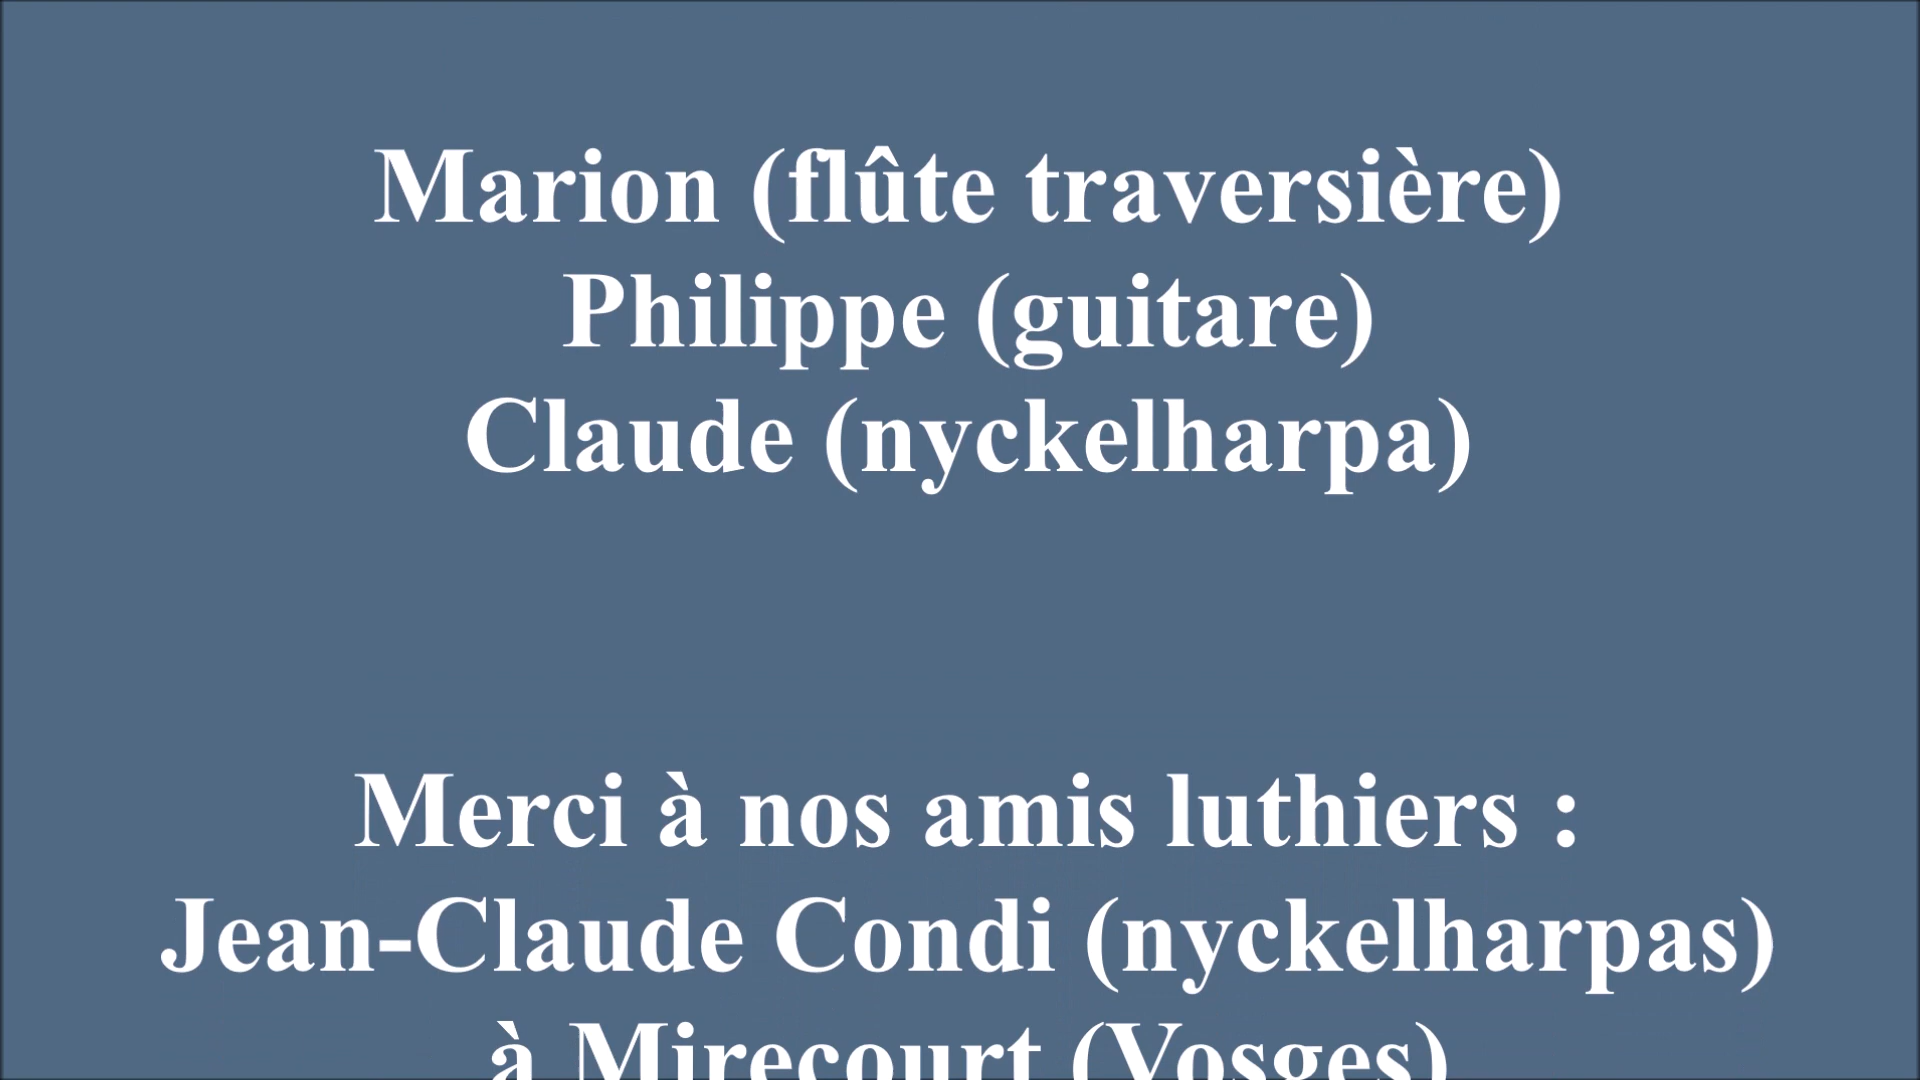 Marion (flûte traversière)
Philippe (guitare)
Claude (nyckelharpa)
Merci à nos amis luthiers :
Jean-Claude Condi (nyckelharpas)
à Mirecourt (Vosges)